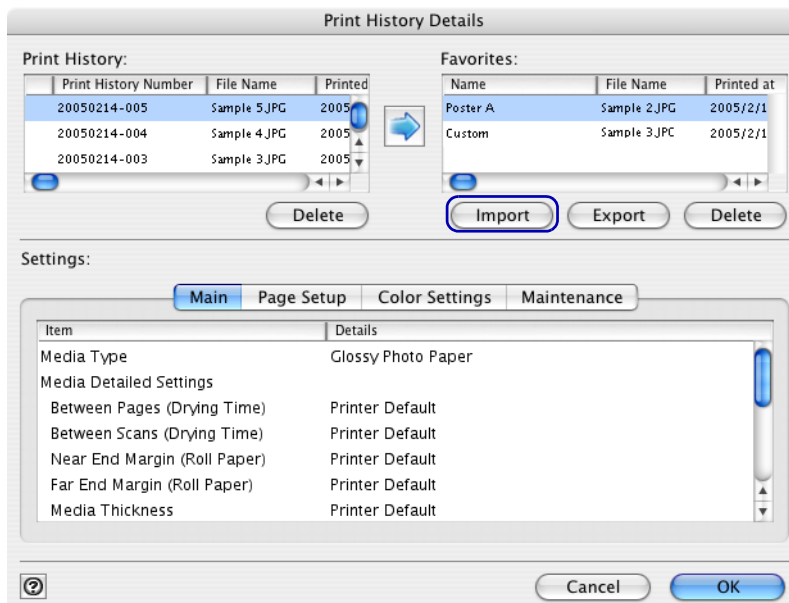 Print History Details
Print History: Favorites:
Print History Number File Name Printed Name File Name Printed at
20050214-005 Sample 5.JPG 2005 Poster A Sample 2.JPG 2005/2/1
20050214-004 Sample 4.JPG 2005 Custom Sample 3.JPC 2005/2/1
20050214-003 Sample 3.JPG 2005
Delete Import Export Delete
Settings:
Main Page Setup Color Settings Maintenance
Item Details
Media Type Glossy Photo Paper
Media Detailed Settings
Between Pages (Drying Time) Printer Default
Between Scans (Drying Time) Printer Default
Near End Margin (Roll Paper) Printer Default
Far End Margin (Roll Paper) Printer Default
Media Thickness Printer Default
? Cancel OK